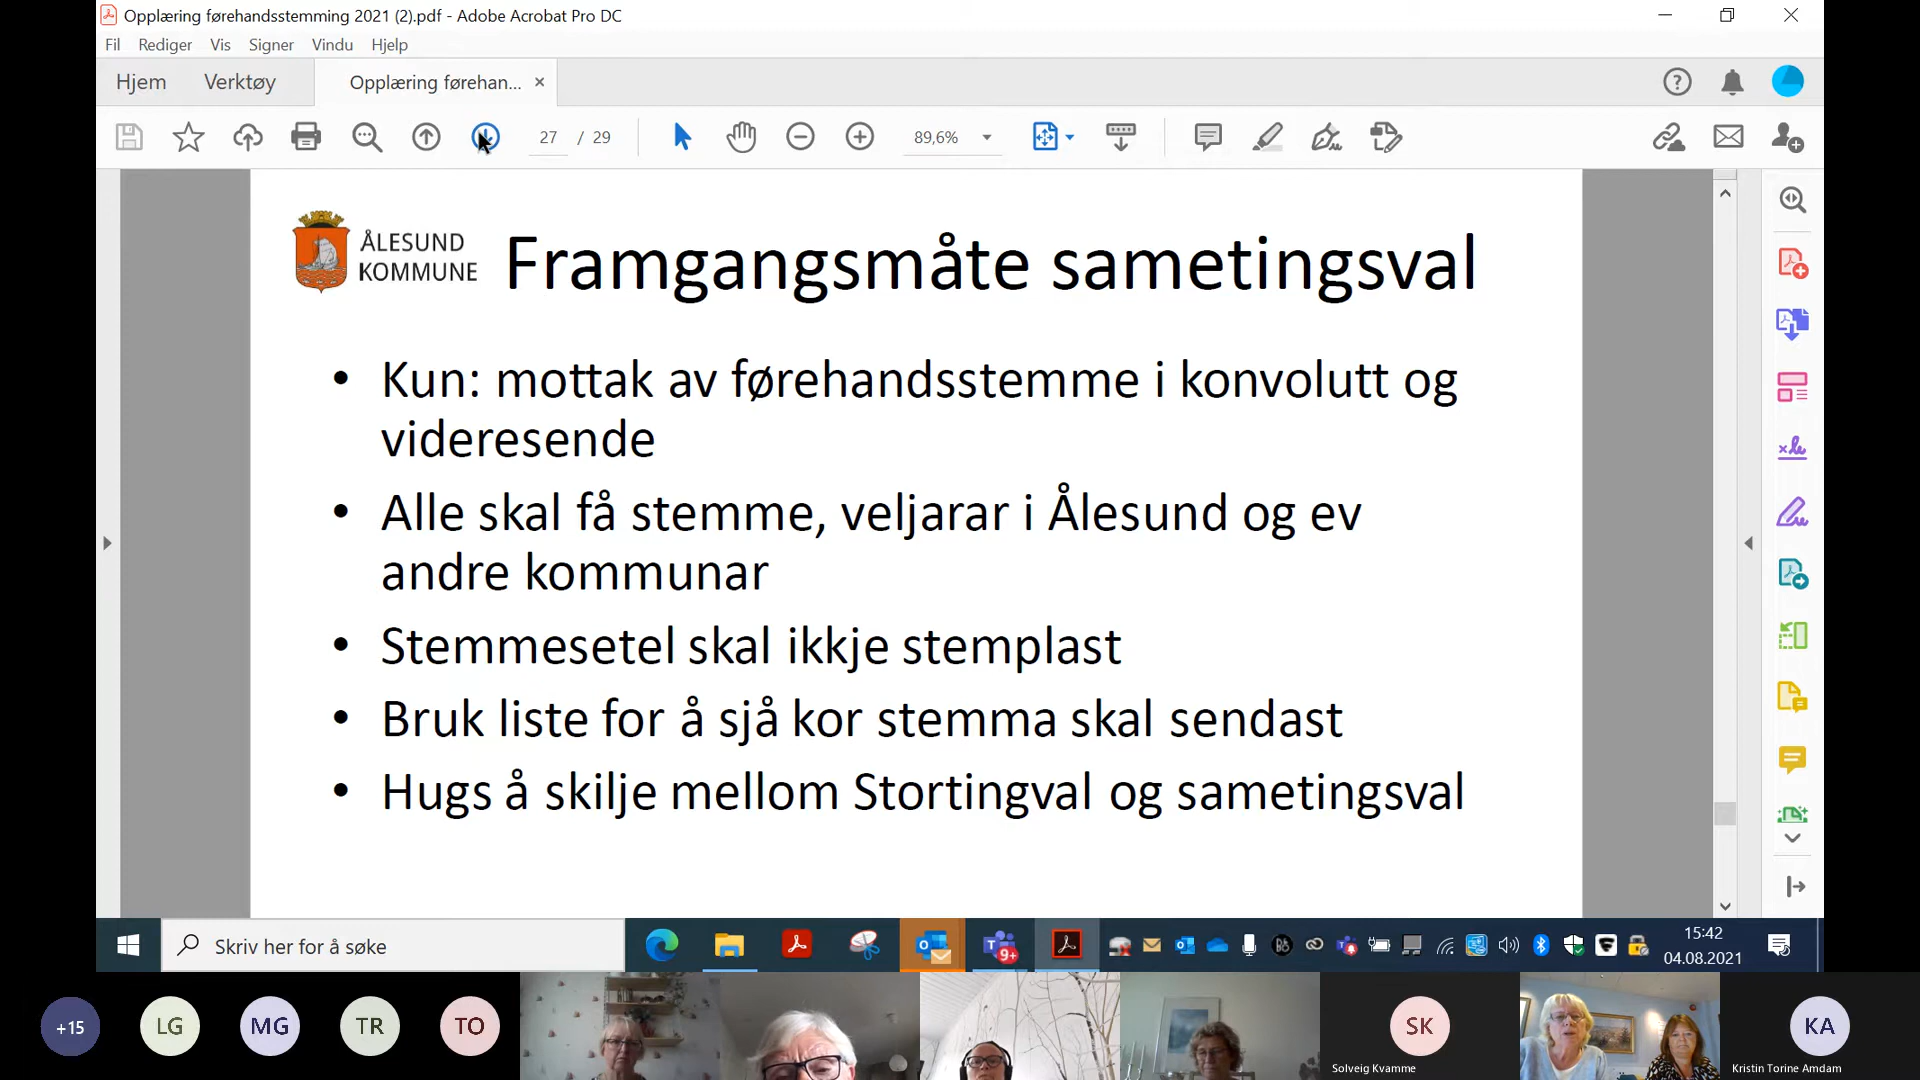 Opplæring førehandsstemming 2021 (2).pdf - Adobe Acrobat Pro DC
Fil Rediger Vis Signer Vindu Hjelp
Hjem Verktøy Opplæring førehan...
27 / 29 89,6%
ÅLESUND
KOMMUNE
Framgangsmåte sametingsval
• Kun: mottak av førehandsstemme i konvolutt og
videresende
• Alle skal få stemme, veljarar i Ålesund og ev
andre kommunar
• Stemmesetel skal ikkje stemplast
• Bruk liste for å sjå kor stemma skal sendast
• Hugs å skilje mellom Stortingval og sametingsval
Skriv her for å søke
9+
15:42
04.08.2021
+15 LG MG TR TO SK KA
Solveig Kvamme
Kristin Torine Amdam